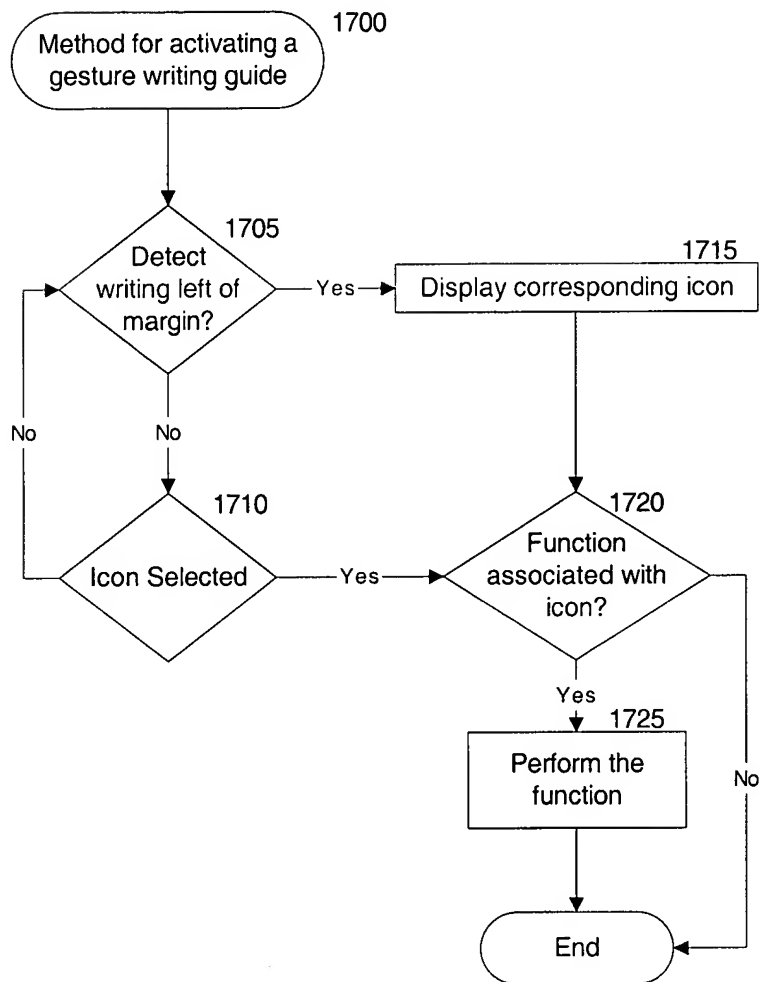 1700
Method for activating a
gesture writing guide
1705
Detect
writing left of
margin?
Yes
1715
Display corresponding icon
No
No
1710
Icon Selected
Yes
1720
Function
associated with
icon?
Yes
1725
Perform the
function
No
End